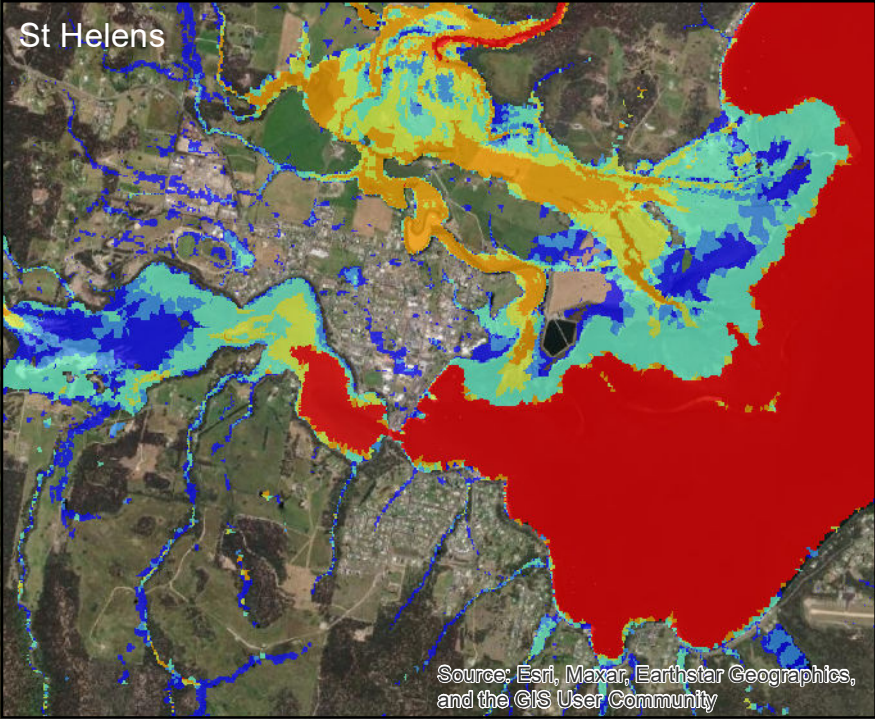 St Helens
Source: Esri, Maxar, Earthstar Geographics,
and the GIS User Community